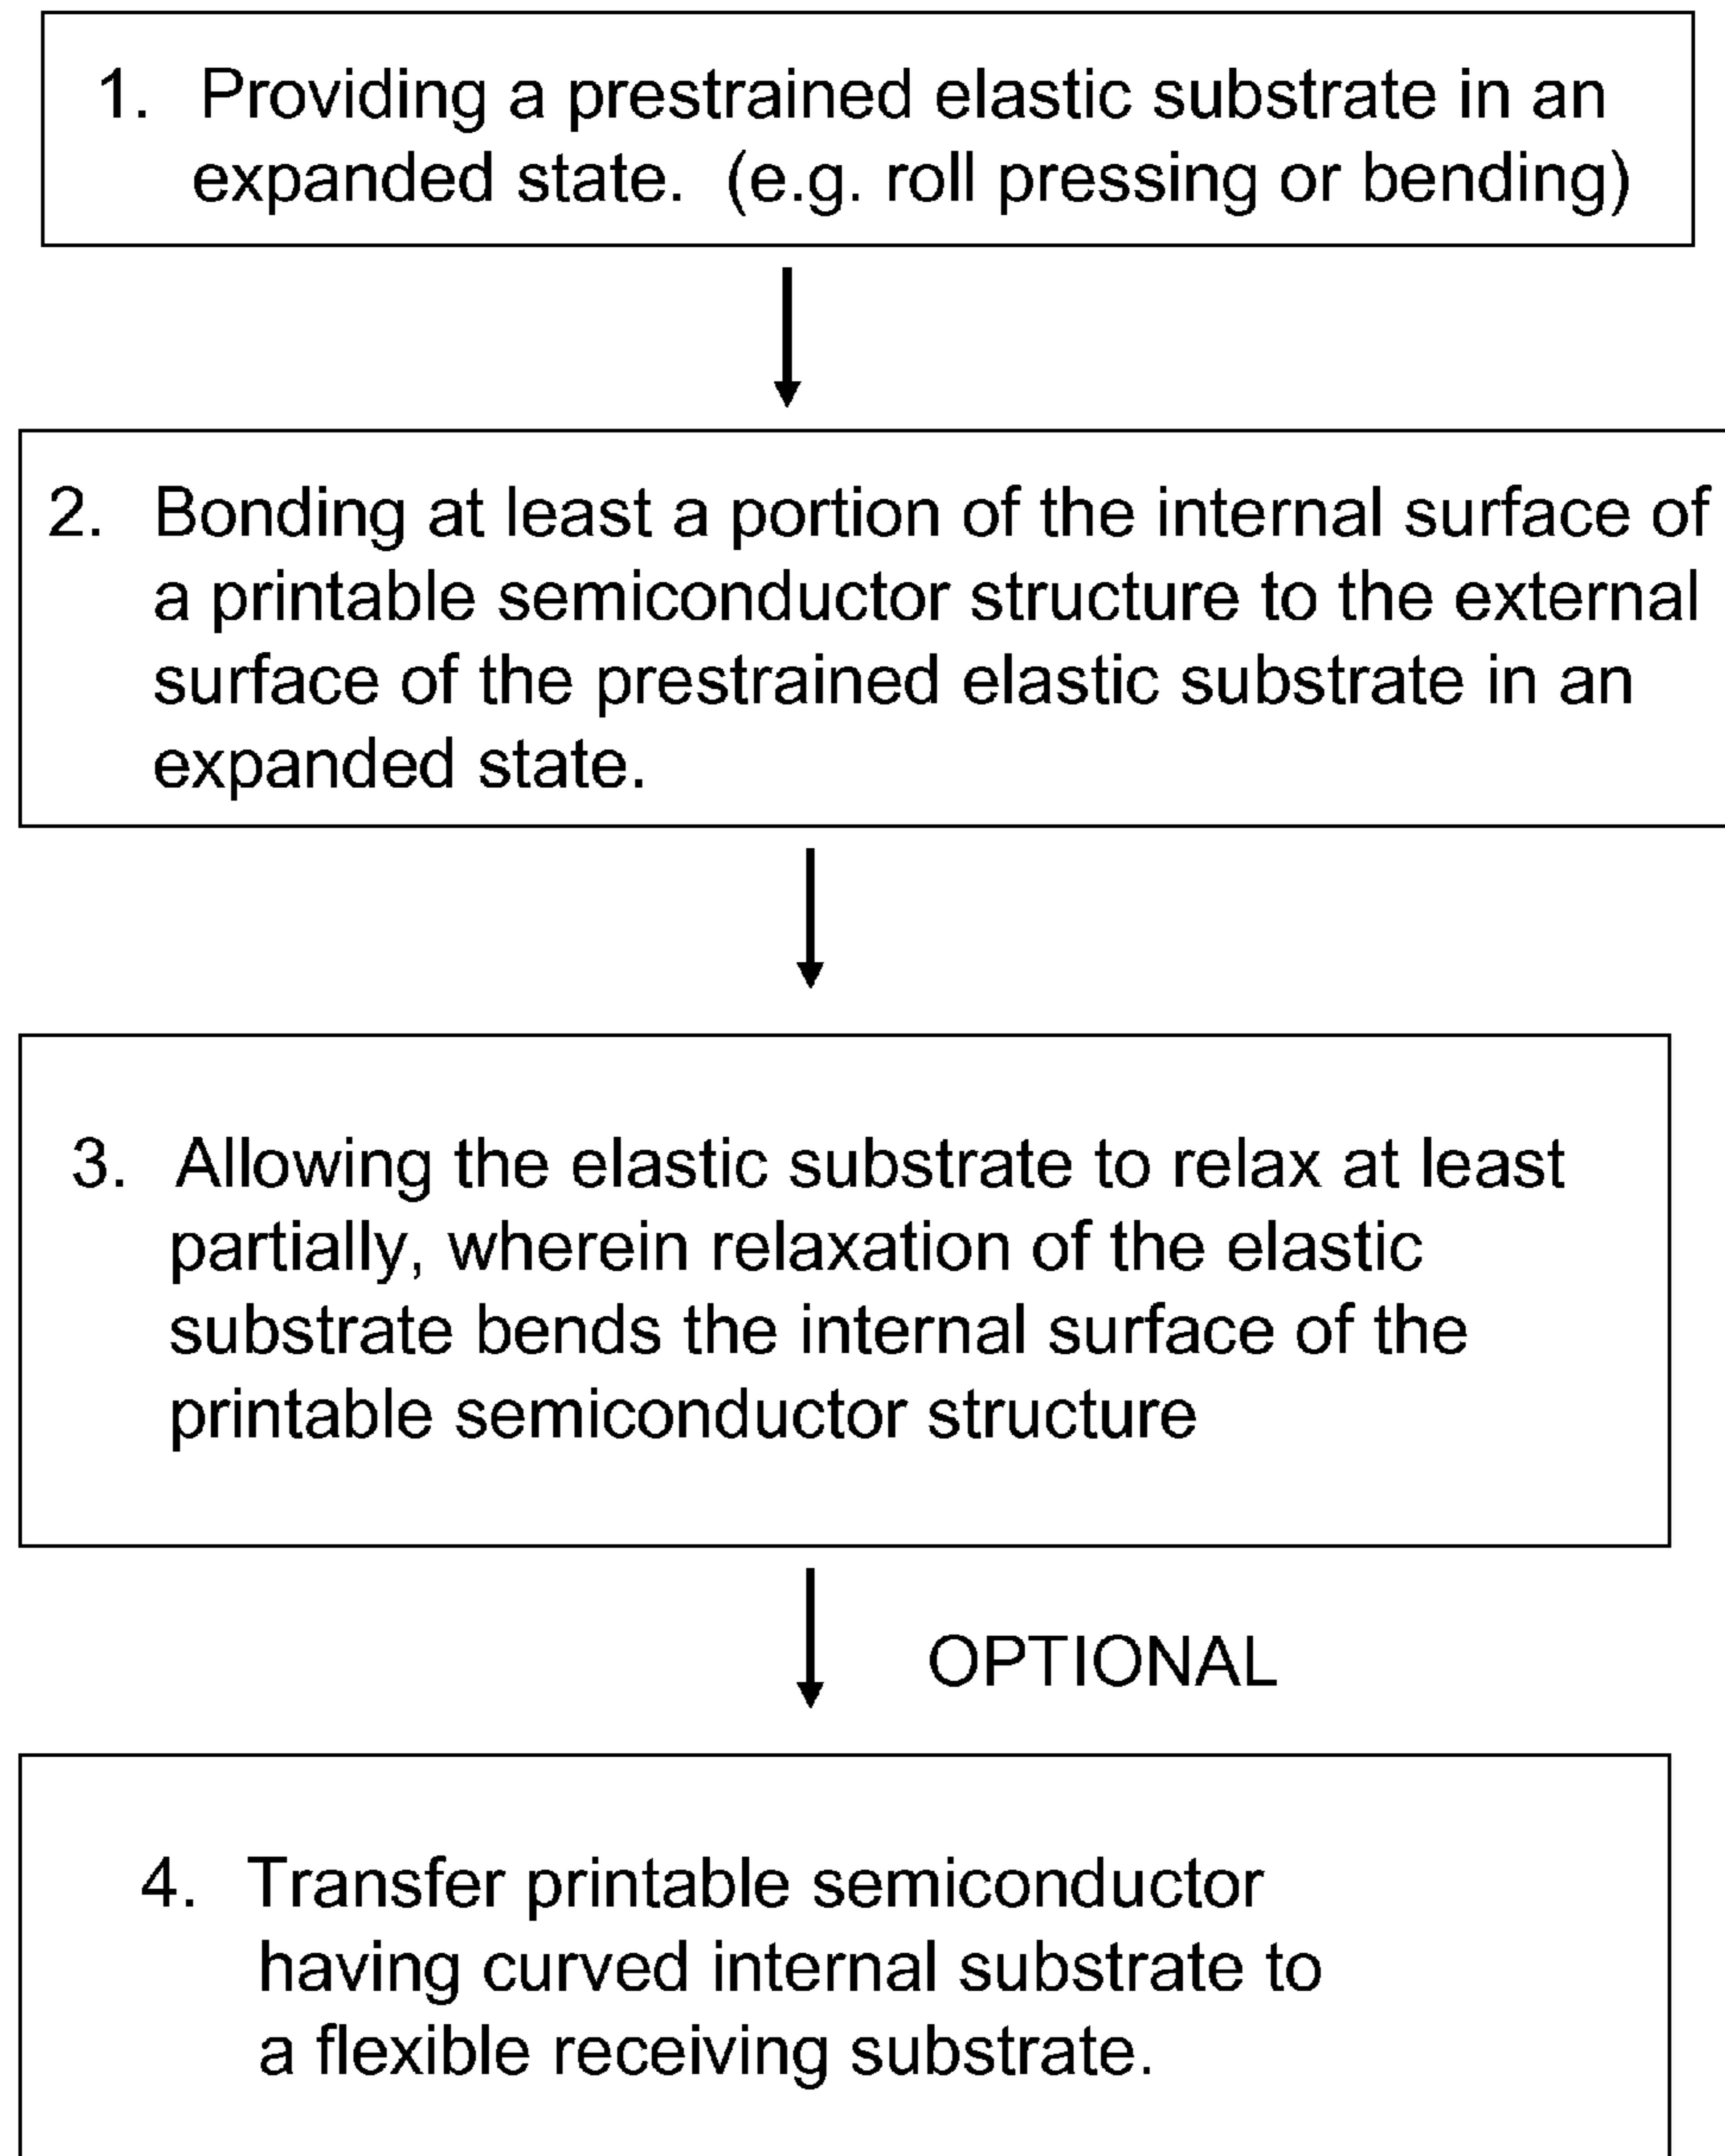 1. Providing a prestrained elastic substrate in an
expanded state. (e.g. roll pressing or bending)
2. Bonding at least a portion of the internal surface of
a printable semiconductor structure to the external
surface of the prestrained elastic substrate in an
expanded state.
3. Allowing the elastic substrate to relax at least
partially, wherein relaxation of the elastic
substrate bends the internal surface of the
printable semiconductor structure
OPTIONAL
4. Transfer printable semiconductor
having curved internal substrate to
a flexible receiving substrate.